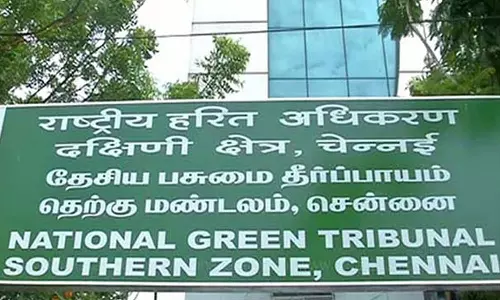 राष्ट्रीय हरित अधिकरण
दक्षिणी क्षेत्र, चेन्नई
தேசிய பசுமை தீர்ப்பாயம்
தெற்கு மண்டலம், சென்னை
NATIONAL GREEN TRIBUNAL
SOUTHERN ZONE, CHENNAI